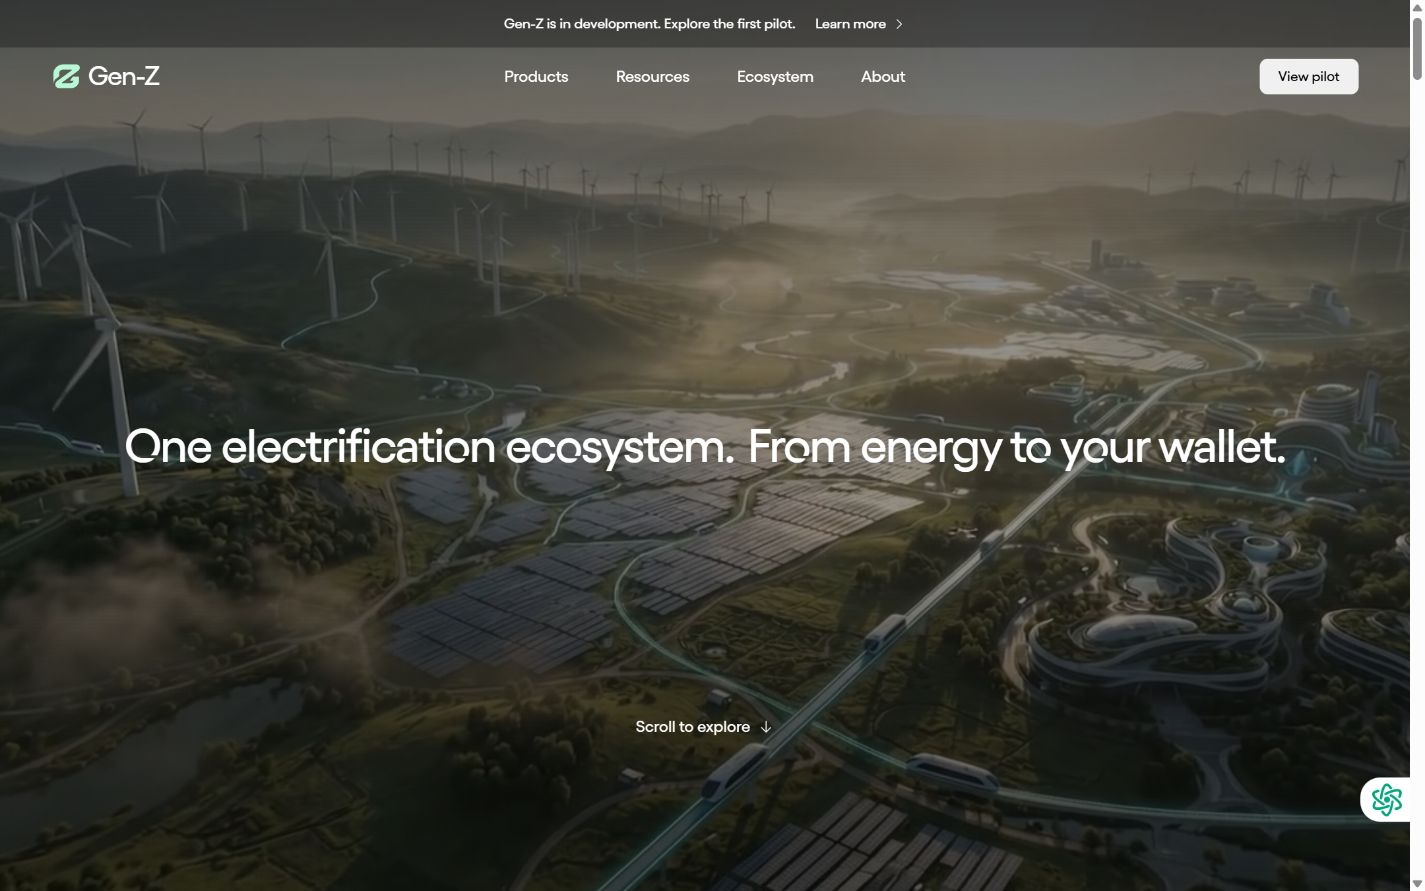 Gen-Z is in development. Explore the first pilot. Learn more
Gen-Z
Products Resources Ecosystem About
View pilot
One electrification ecosystem. From energy to your wallet.
Scroll to explore